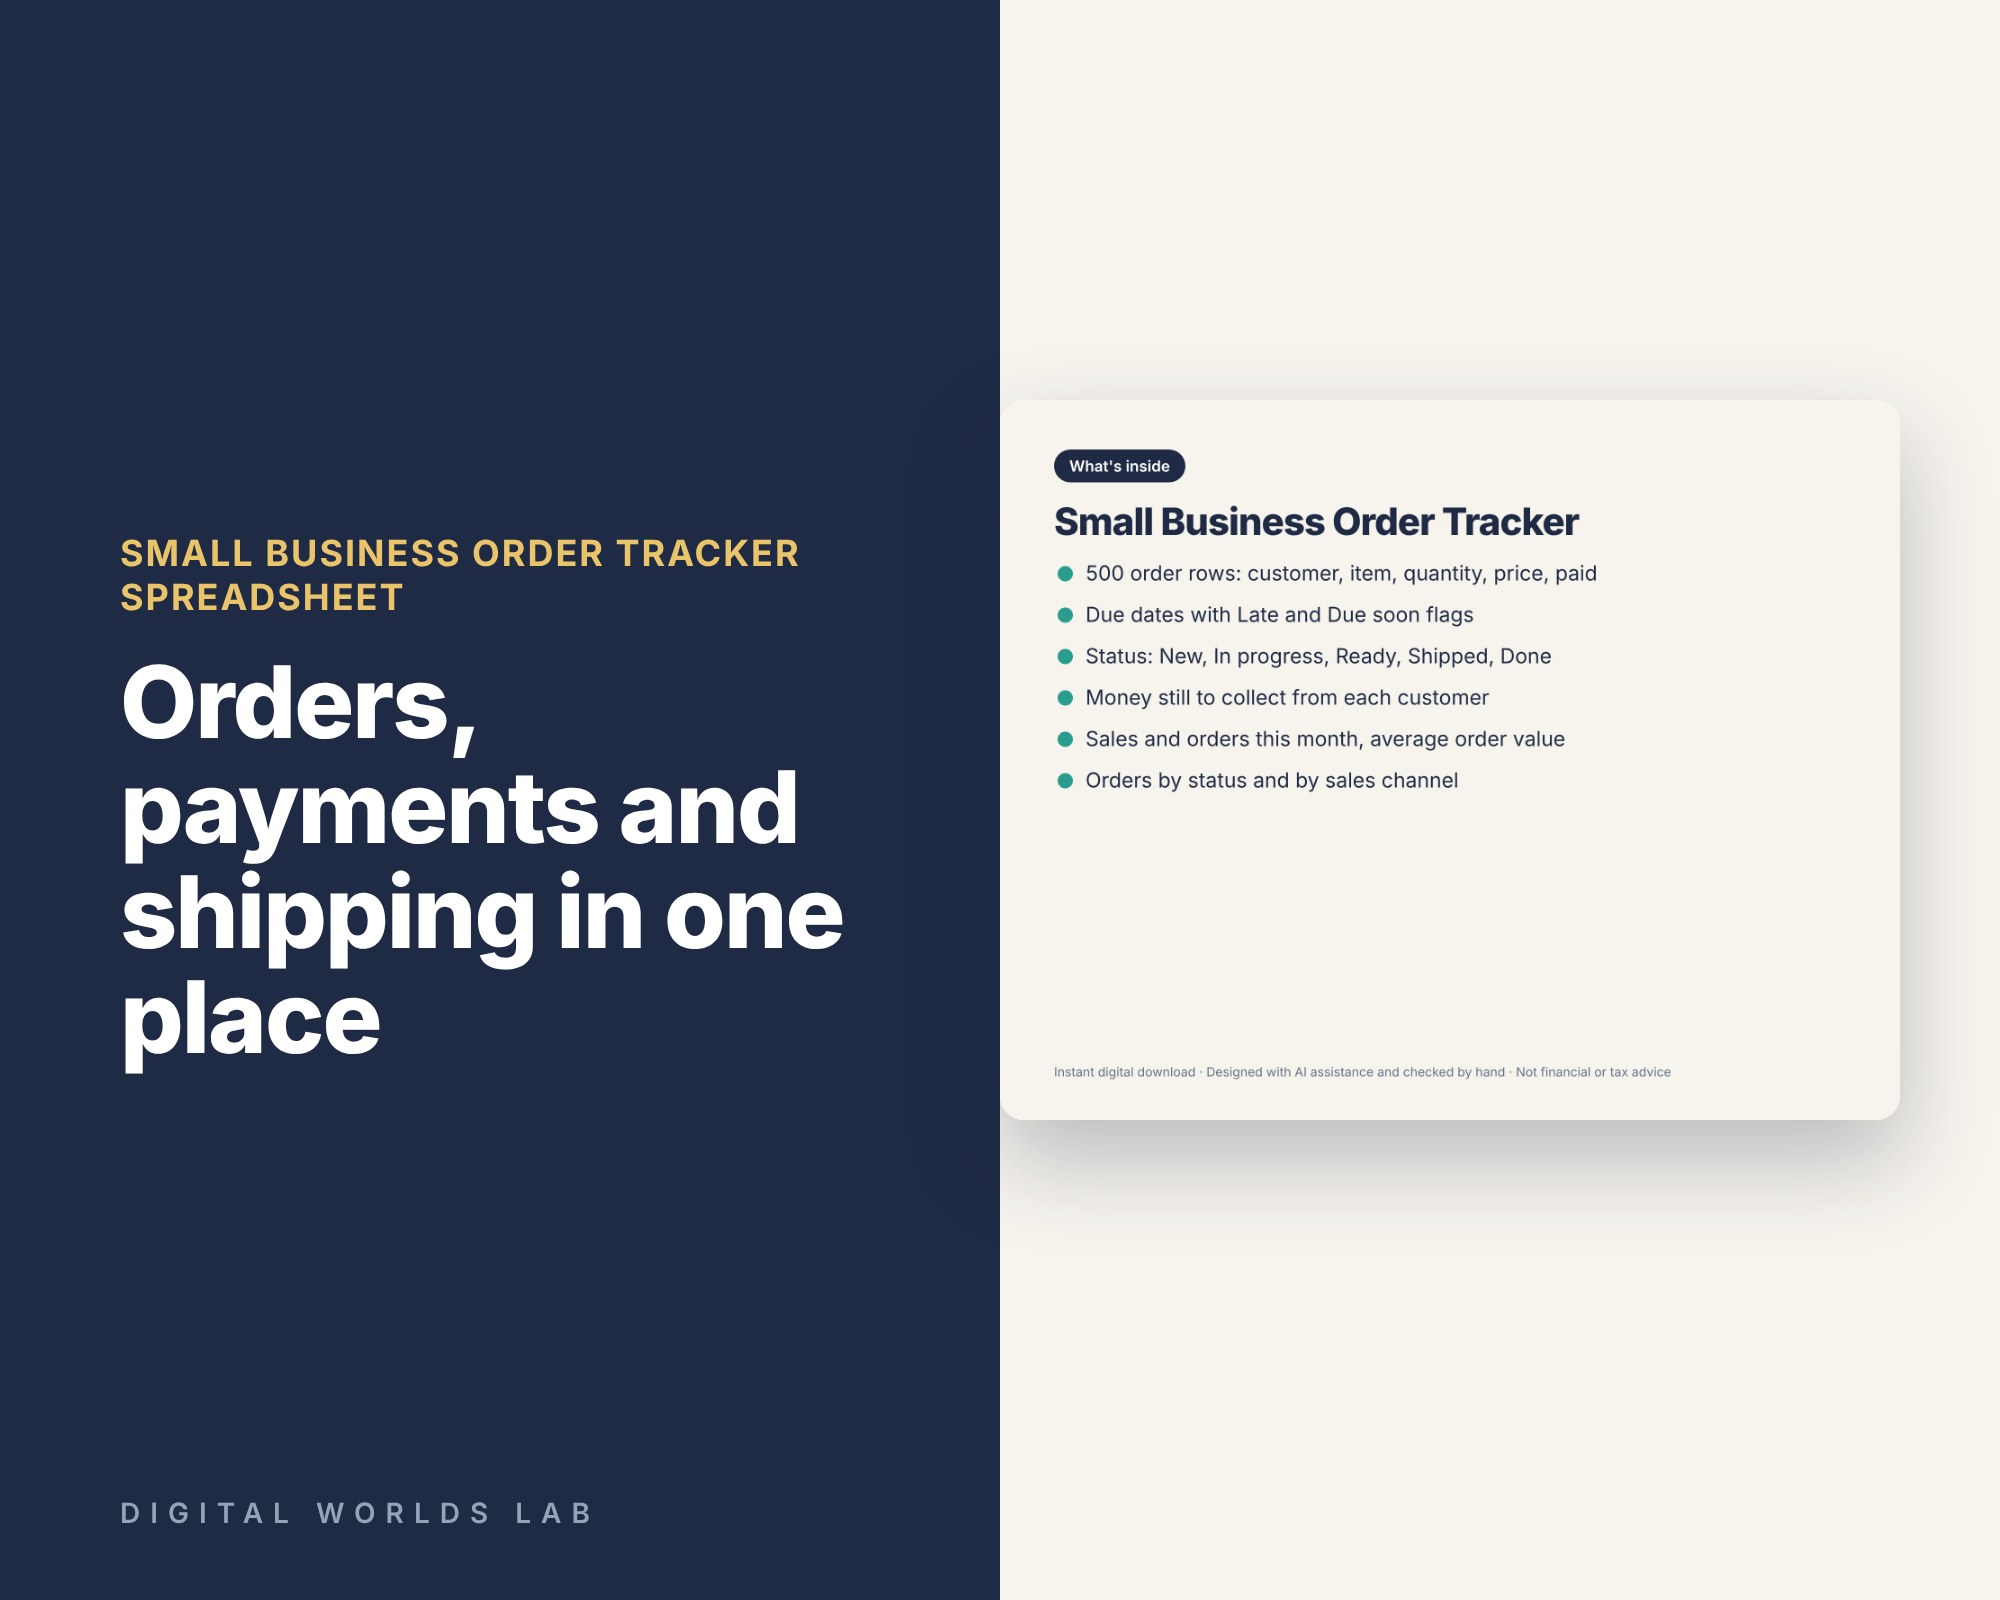 SMALL BUSINESS ORDER TRACKER
SPREADSHEET
Orders,
payments and
shipping in one
place
DIGITAL WORLDS LAB
What's inside
Small Business Order Tracker
500 order rows: customer, item, quantity, price, paid
Due dates with Late and Due soon flags
Status: New, In progress, Ready, Shipped, Done
Money still to collect from each customer
Sales and orders this month, average order value
Orders by status and by sales channel
Instant digital download · Designed with AI assistance and checked by hand · Not financial or tax advice